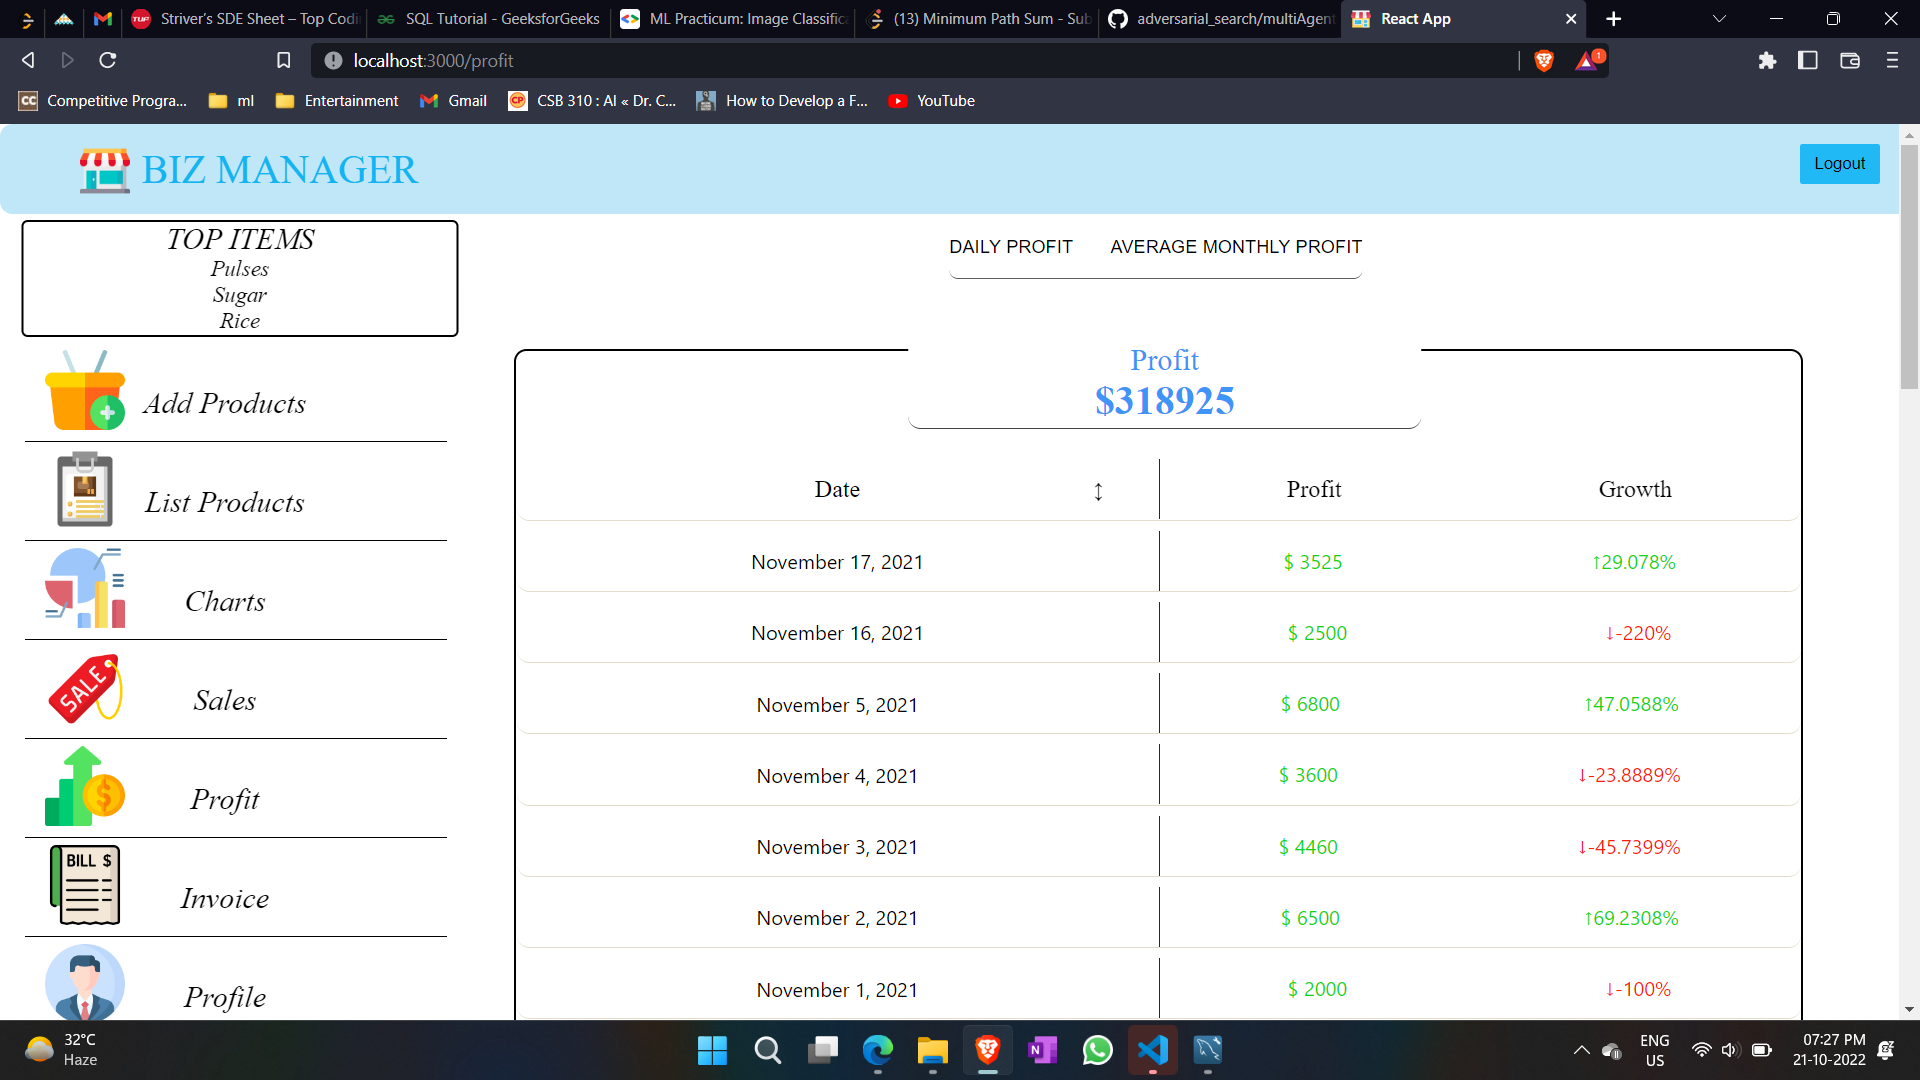 Striver's SDE Sheet – Top Codi
SQL Tutorial - GeeksforGeeks
ML Practicum: Image Classific
(13) Minimum Path Sum - Sub
adversarial_search/multiAgent
React App
localhost:3000/profit
1
CC Competitive Progra...
ml
Entertainment
Gmail
CP CSB 310 : AI « Dr. C...
How to Develop a F...
YouTube
BIZ MANAGER
Logout
TOP ITEMS
Pulses
Sugar
Rice
Add Products
List Products
Charts
SALE
Sales
Profit
BILL $
Invoice
Profile
DAILY PROFIT AVERAGE MONTHLY PROFIT
Profit
$318925
Date ↕ Profit Growth
November 17, 2021 $ 3525 ↑29.078%
November 16, 2021 $ 2500 ↓-220%
November 5, 2021 $ 6800 ↑47.0588%
November 4, 2021 $ 3600 ↓-23.8889%
November 3, 2021 $ 4460 ↓-45.7399%
November 2, 2021 $ 6500 ↑69.2308%
November 1, 2021 $ 2000 ↓-100%
32°C
Haze
ENG
US
07:27 PM
21-10-2022